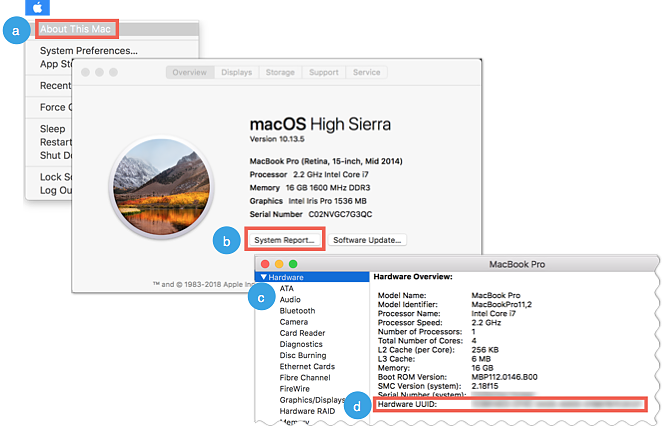 a
About This Mac
System Preferences...
App Sto
Recent
Force
Sleep
Restart
Shut Do
Lock S
Log Ou
Overview
Displays
Storage
Support
Service
macOS High Sierra
Version 10.13.5
MacBook Pro (Retina, 15-inch, Mid 2014)
Processor 2.2 GHz Intel Core i7
Memory 16 GB 1600 MHz DDR3
Graphics Intel Iris Pro 1536 MB
Serial Number C02NVGC7G3QC
b
System Report...
Software Update...
™ and © 1983-2018 Apple Inc
MacBook Pro
c
Hardware
ATA
Audio
Bluetooth
Camera
Card Reader
Diagnostics
Disc Burning
Ethernet Cards
Fibre Channel
FireWire
Graphics/Displays
Hardware RAID
Memory
Hardware Overview:
Model Name: MacBook Pro
Model Identifier: MacBookPro11,2
Processor Name: Intel Core i7
Processor Speed: 2.2 GHz
Number of Processors: 1
Total Number of Cores: 4
L2 Cache (per Core): 256 KB
L3 Cache: 6 MB
Memory: 16 GB
Boot ROM Version: MBP112.0146.B00
SMC Version (system): 2.18f15
Serial Number (system):
d
Hardware UUID: